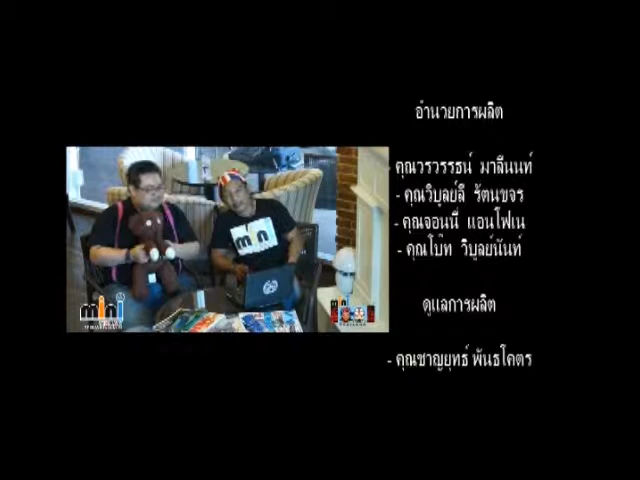 อำนวยการผลิต
- คุณวรวรรธน์ มาลีนนท์
- คุณวิบูลย์ลี รัตนขจร
- คุณจอนนี่ แอนโฟเน
- คุณโบ๊ท วิบูลย์นันท์
ดูแลการผลิต
- คุณชาญยุทธ์ พันธโคตร
min
mini